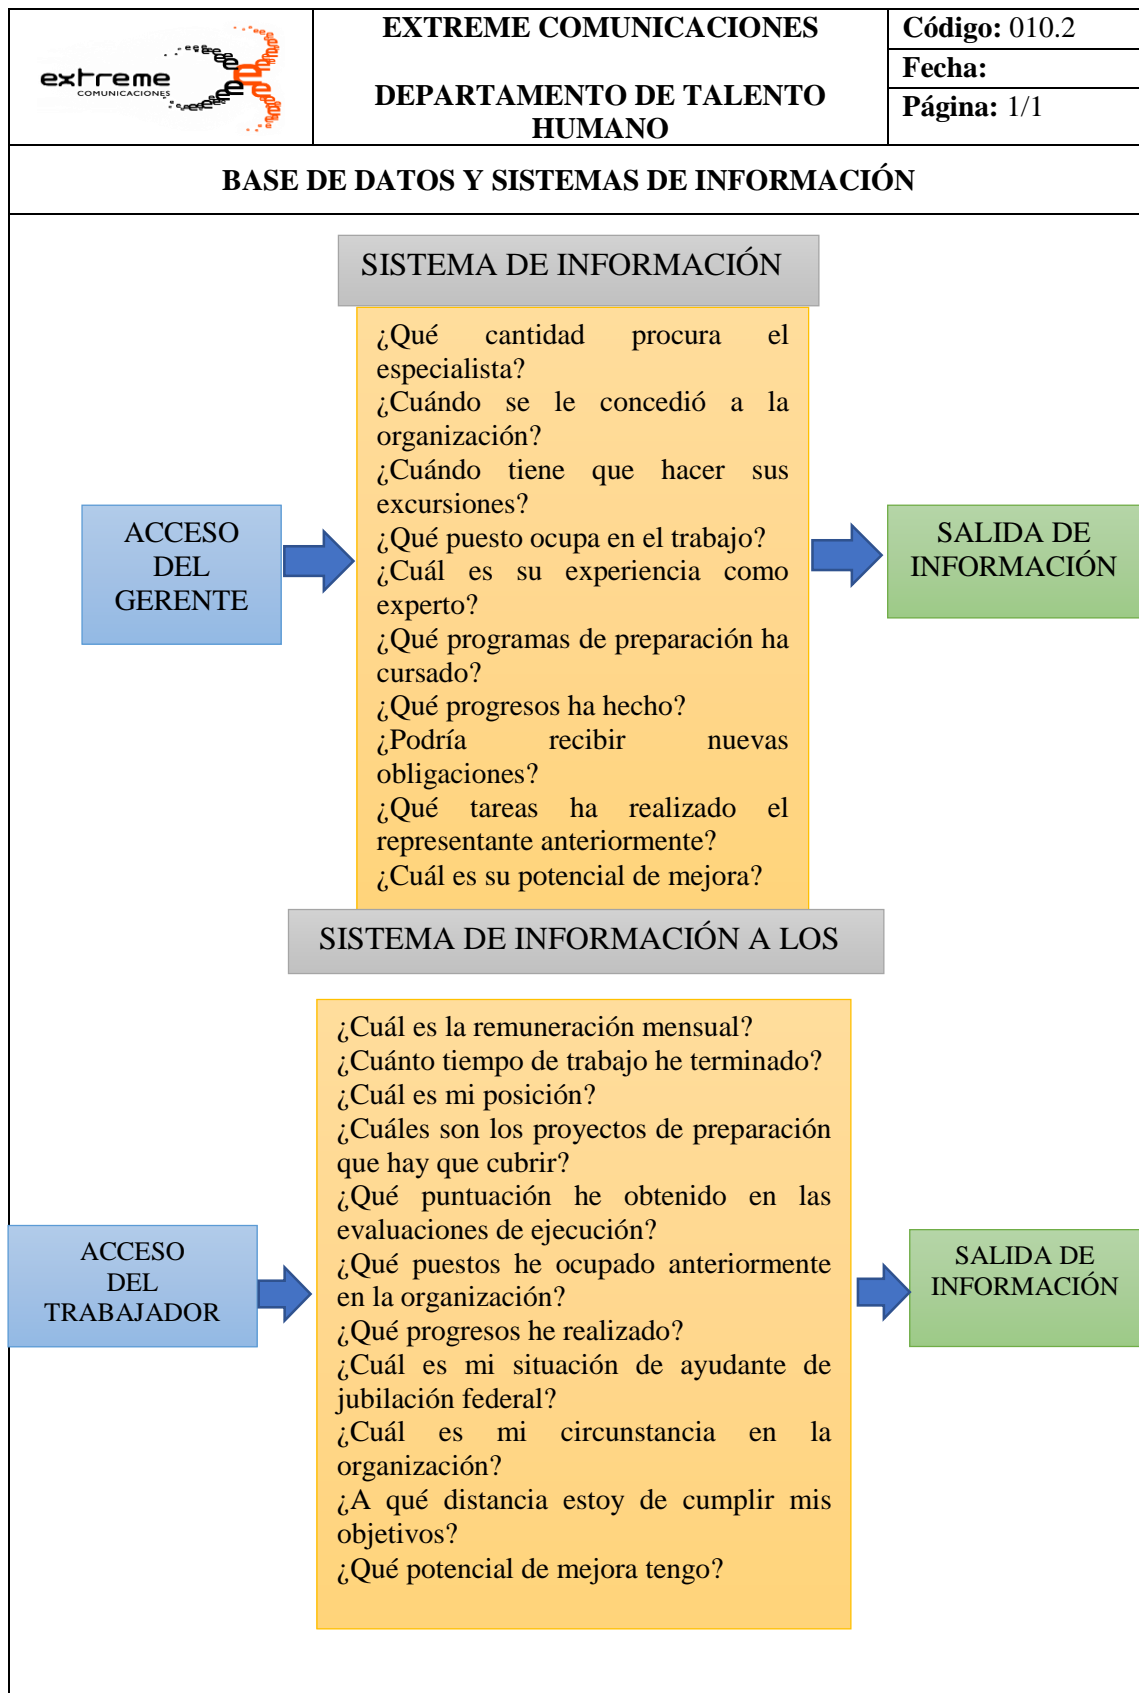 extreme
COMUNICACIONES
EXTREME COMUNICACIONES
DEPARTAMENTO DE TALENTO
HUMANO
Código: 010.2
Fecha:
Página: 1/1
BASE DE DATOS Y SISTEMAS DE INFORMACIÓN
SISTEMA DE INFORMACIÓN
ACCESO
DEL
GERENTE
¿Qué cantidad procura el
especialista?
¿Cuándo se le concedió a la
organización?
¿Cuándo tiene que hacer sus
excursiones?
¿Qué puesto ocupa en el trabajo?
¿Cuál es su experiencia como
experto?
¿Qué programas de preparación ha
cursado?
¿Qué progresos ha hecho?
¿Podría recibir nuevas
obligaciones?
¿Qué tareas ha realizado el
representante anteriormente?
¿Cuál es su potencial de mejora?
SALIDA DE
INFORMACIÓN
SISTEMA DE INFORMACIÓN A LOS
ACCESO
DEL
TRABAJADOR
¿Cuál es la remuneración mensual?
¿Cuánto tiempo de trabajo he terminado?
¿Cuál es mi posición?
¿Cuáles son los proyectos de preparación
que hay que cubrir?
¿Qué puntuación he obtenido en las
evaluaciones de ejecución?
¿Qué puestos he ocupado anteriormente
en la organización?
¿Qué progresos he realizado?
¿Cuál es mi situación de ayudante de
jubilación federal?
¿Cuál es mi circunstancia en la
organización?
¿A qué distancia estoy de cumplir mis
objetivos?
¿Qué potencial de mejora tengo?
SALIDA DE
INFORMACIÓN